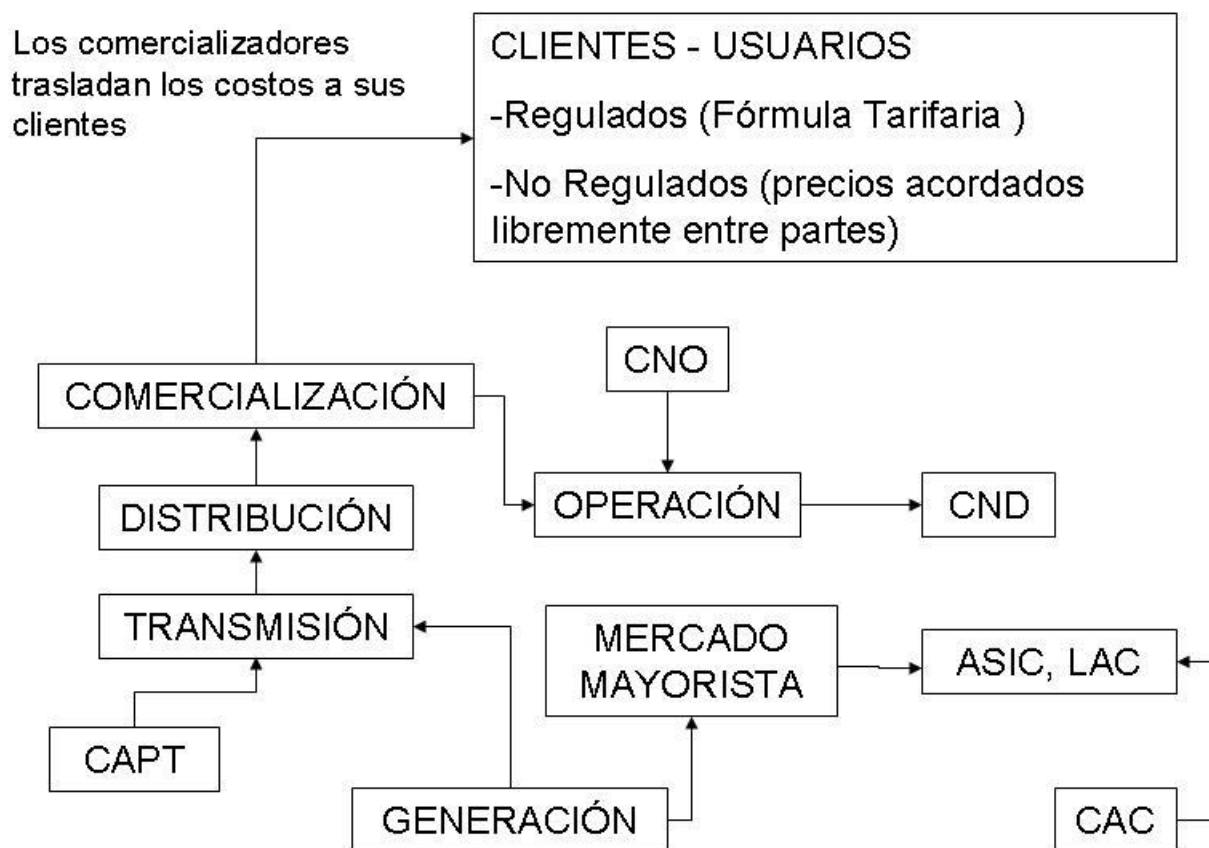 Los comercializadores
trasladan los costos a sus
clientes
CLIENTES - USUARIOS
-Regulados (Fórmula Tarifaria )
-No Regulados (precios acordados
libremente entre partes)
CNO
COMERCIALIZACIÓN
OPERACIÓN
CND
DISTRIBUCIÓN
TRANSMISIÓN
MERCADO
MAYORISTA
ASIC, LAC
CAPT
GENERACIÓN
CAC